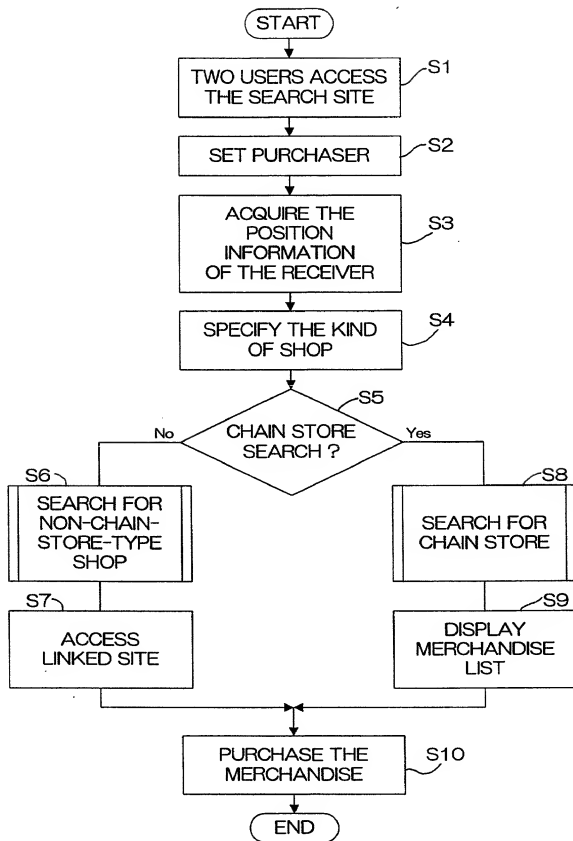 START
TWO USERS ACCESS
THE SEARCH SITE
S1
SET PURCHASER
S2
ACQUIRE THE
POSITION
INFORMATION
OF THE RECEIVER
S3
SPECIFY THE KIND
OF SHOP
S4
CHAIN STORE
SEARCH ?
S5
No
Yes
S6
SEARCH FOR
NON-CHAIN-
STORE-TYPE
SHOP
S8
SEARCH FOR
CHAIN STORE
S7
ACCESS
LINKED SITE
S9
DISPLAY
MERCHANDISE
LIST
PURCHASE THE
MERCHANDISE
S10
END